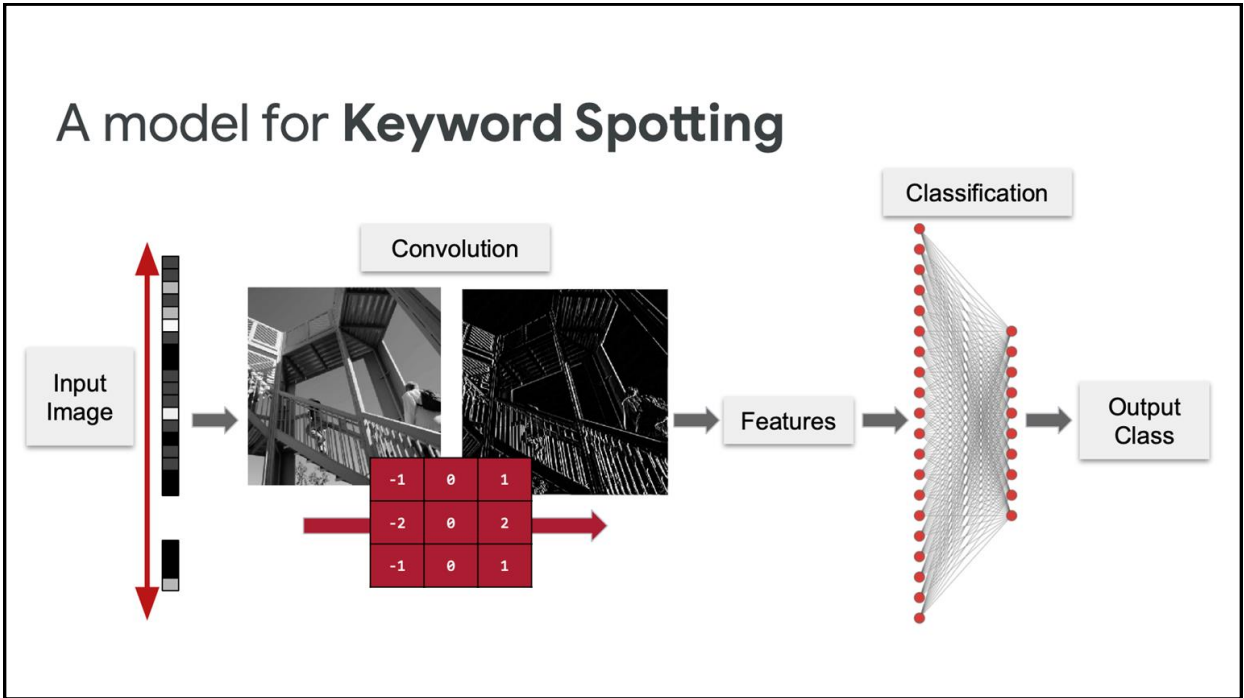 A model for Keyword Spotting
Classification
Convolution
Input
Image
Features
Output
Class
-1 0 1
-2 0 2
-1 0 1